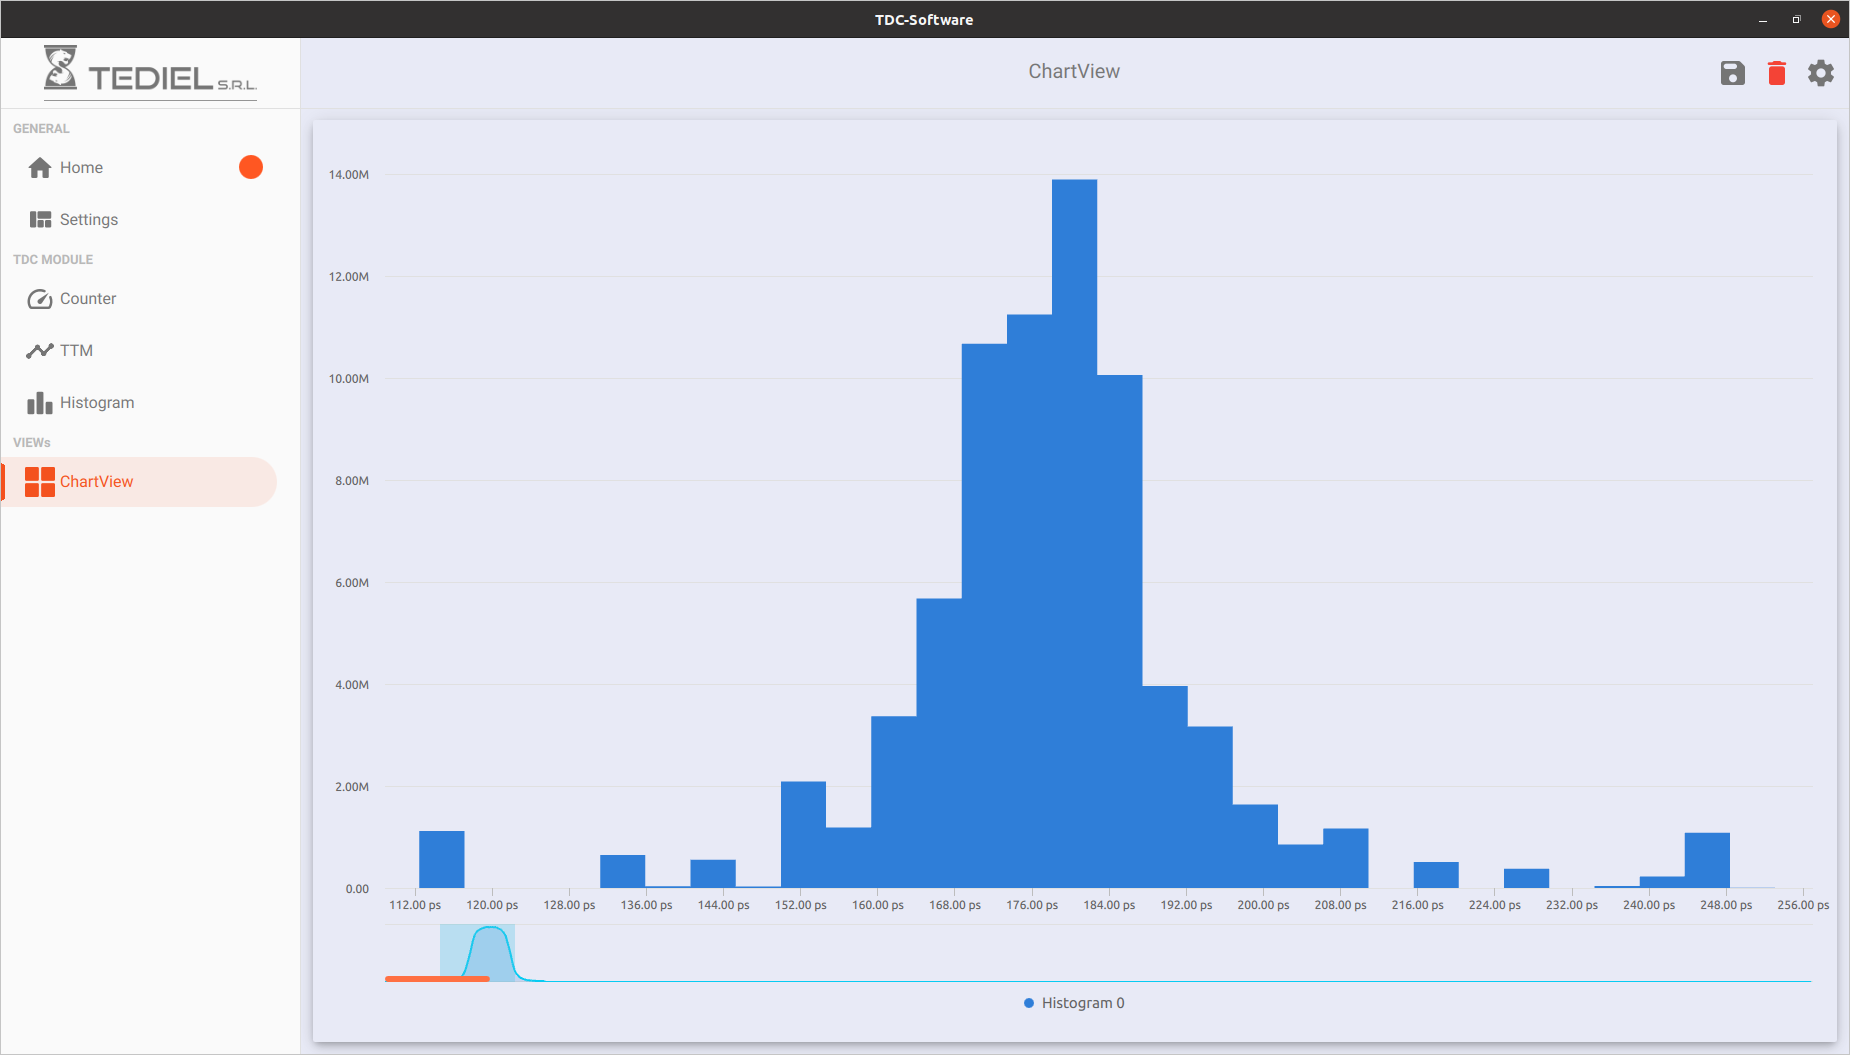 TDC-Software
TEDIEL S.R.L.
ChartView
GENERAL
Home
Settings
TDC MODULE
Counter
TTM
Histogram
VIEWs
ChartView
14.00M
12.00M
10.00M
8.00M
6.00M
4.00M
2.00M
0.00
112.00 ps 120.00 ps 128.00 ps 136.00 ps 144.00 ps 152.00 ps 160.00 ps 168.00 ps 176.00 ps 184.00 ps 192.00 ps 200.00 ps 208.00 ps 216.00 ps 224.00 ps 232.00 ps 240.00 ps 248.00 ps 256.00 ps
Histogram 0